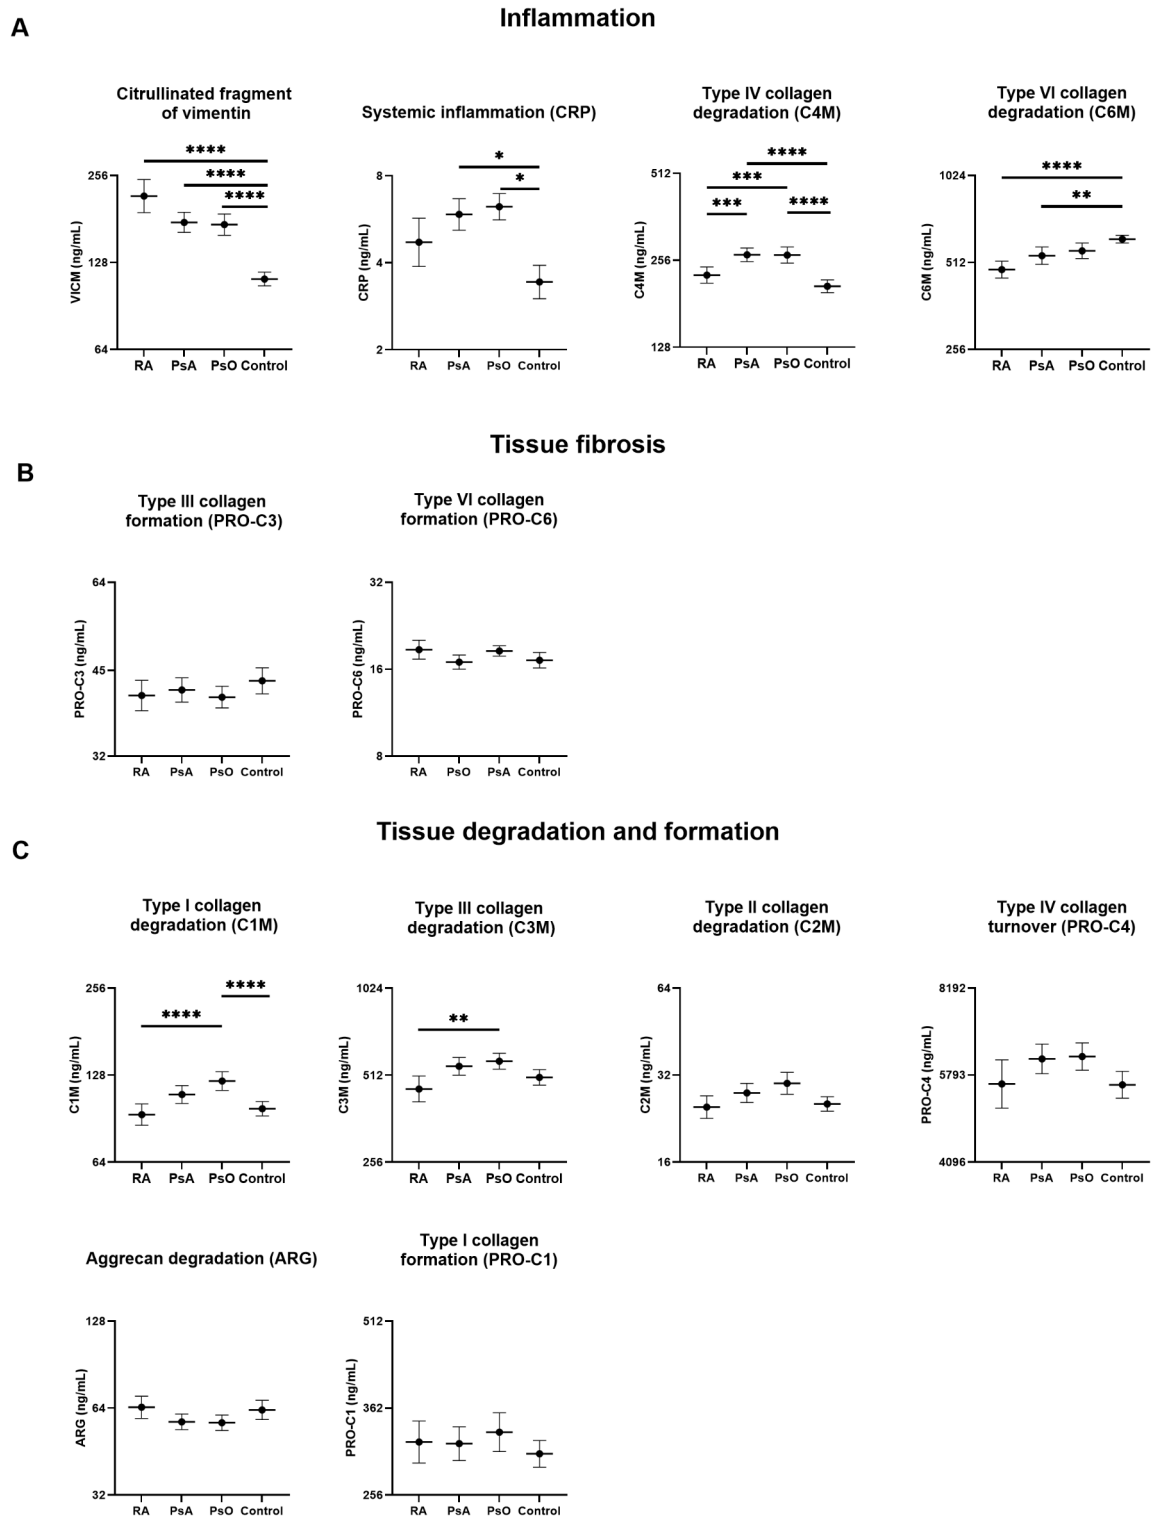 A
Inflammation
Citrullinated fragment
of vimentin
****
****
****
256
128
64
VICM (ng/mL)
RA PsA PsO Control
Systemic inflammation (CRP)
*
*
8
4
2
CRP (ng/mL)
RA PsA PsO Control
Type IV collagen
degradation (C4M)
****
***
*** ****
512
256
128
C4M (ng/mL)
RA PsA PsO Control
Type VI collagen
degradation (C6M)
****
**
1024
512
256
C6M (ng/mL)
RA PsA PsO Control
Tissue fibrosis
B
Type III collagen
formation (PRO-C3)
64
45
32
PRO-C3 (ng/mL)
RA PsA PsO Control
Type VI collagen
formation (PRO-C6)
32
16
8
PRO-C6 (ng/mL)
RA PsO PsA Control
Tissue degradation and formation
C
Type I collagen
degradation (C1M)
****
****
256
128
64
C1M (ng/mL)
RA PsA PsO Control
Type III collagen
degradation (C3M)
**
1024
512
256
C3M (ng/mL)
RA PsA PsO Control
Type II collagen
degradation (C2M)
64
32
16
C2M (ng/mL)
RA PsA PsO Control
Type IV collagen
turnover (PRO-C4)
8192
5793
4096
PRO-C4 (ng/mL)
RA PsA PsO Control
Aggrecan degradation (ARG)
128
64
32
ARG (ng/mL)
RA PsA PsO Control
Type I collagen
formation (PRO-C1)
512
362
256
PRO-C1 (ng/mL)
RA PsA PsO Control